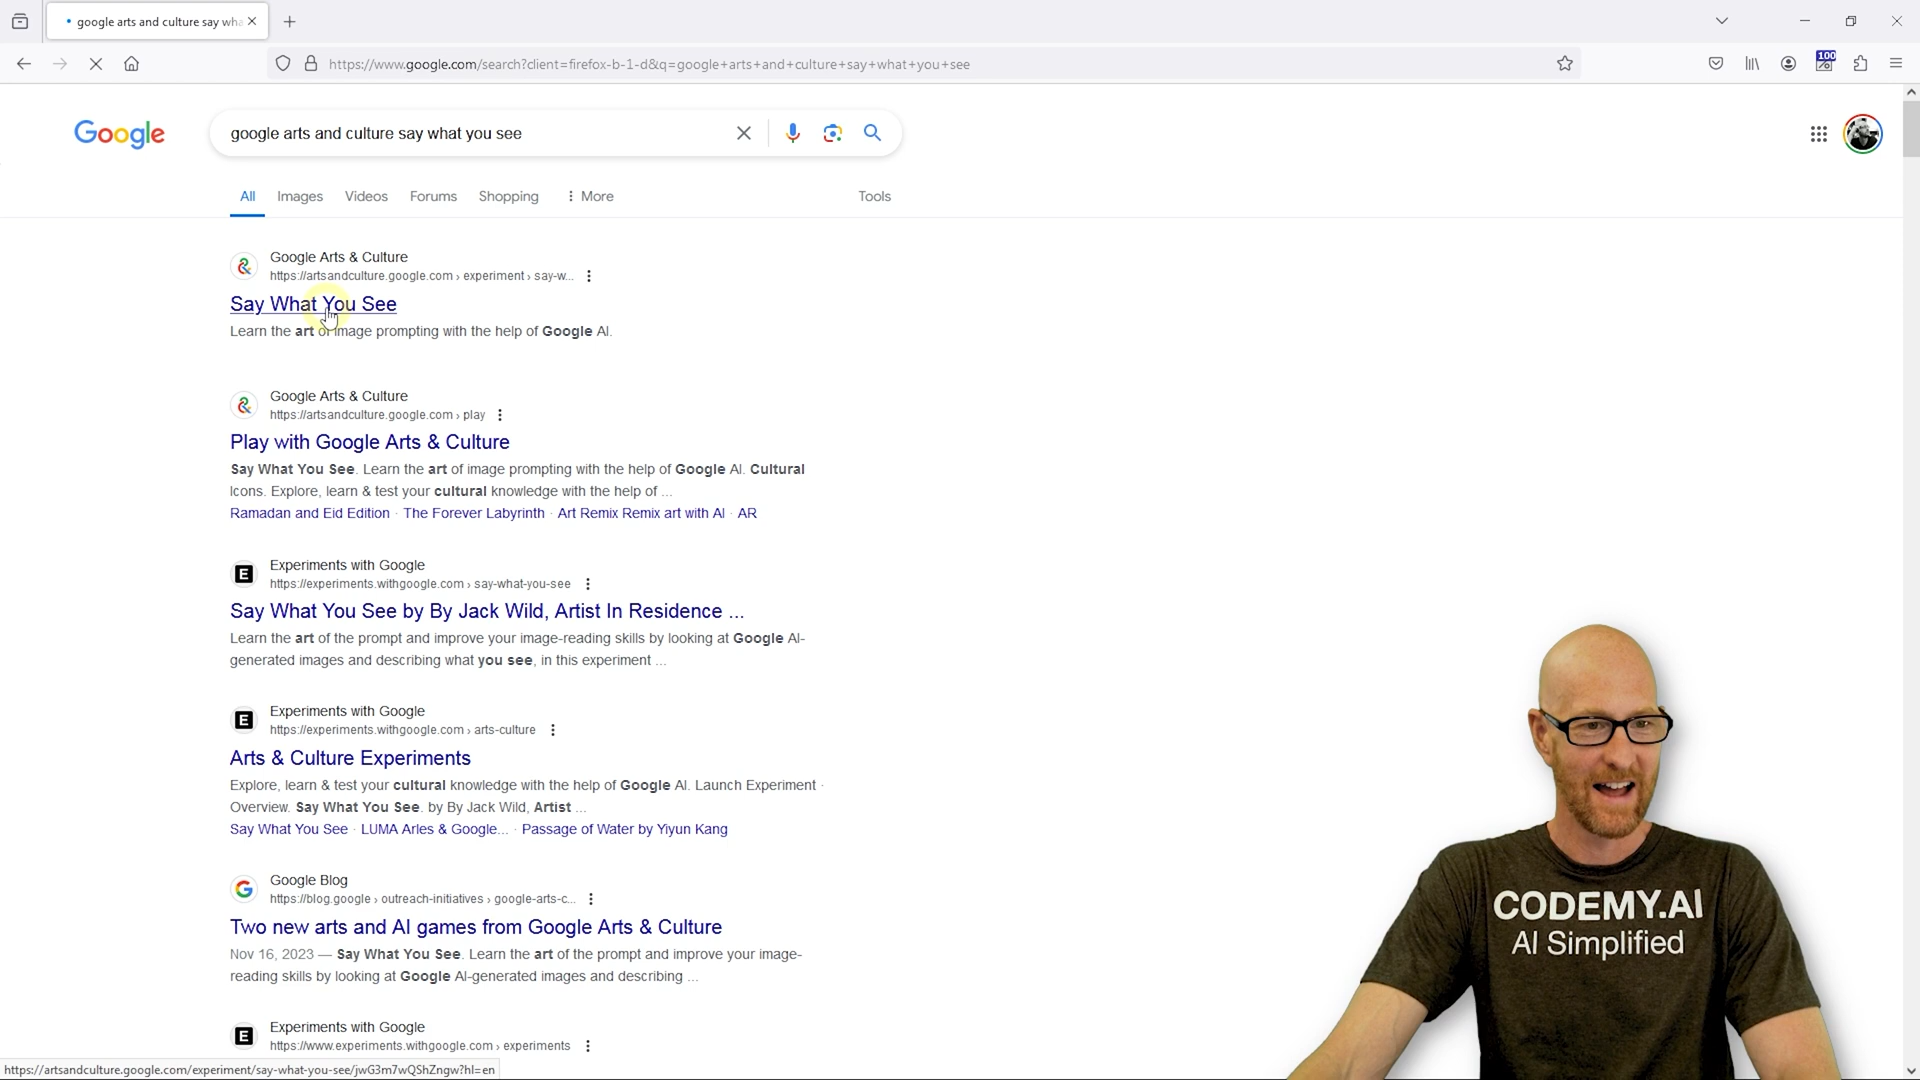 google arts and culture say wha
https://www.google.com/search?client=firefox-b-1-d&q=google+arts+and+culture+say+what+you+see
100
Google
google arts and culture say what you see
All Images Videos Forums Shopping More Tools
Google Arts & Culture
https://artsandculture.google.com › experiment › say-w...
Say What You See
Learn the art of image prompting with the help of Google AI.
Google Arts & Culture
https://artsandculture.google.com › play
Play with Google Arts & Culture
Say What You See. Learn the art of image prompting with the help of Google AI. Cultural
Icons. Explore, learn & test your cultural knowledge with the help of ...
Ramadan and Eid Edition · The Forever Labyrinth · Art Remix Remix art with AI · AR
E
Experiments with Google
https://experiments.withgoogle.com › say-what-you-see
Say What You See by By Jack Wild, Artist In Residence ...
Learn the art of the prompt and improve your image-reading skills by looking at Google AI-
generated images and describing what you see, in this experiment ...
E
Experiments with Google
https://experiments.withgoogle.com › arts-culture
Arts & Culture Experiments
Explore, learn & test your cultural knowledge with the help of Google AI. Launch Experiment ·
Overview. Say What You See. by By Jack Wild, Artist ...
Say What You See · LUMA Arles & Google... · Passage of Water by Yiyun Kang
G
Google Blog
https://blog.google › outreach-initiatives › google-arts-c...
Two new arts and AI games from Google Arts & Culture
Nov 16, 2023 — Say What You See. Learn the art of the prompt and improve your image-
reading skills by looking at Google AI-generated images and describing ...
E
Experiments with Google
https://www.experiments.withgoogle.com › experiments
https://artsandculture.google.com/experiment/say-what-you-see/jwG3m7wQShZngw?hl=en
CODEMY.AI
AI Simplified